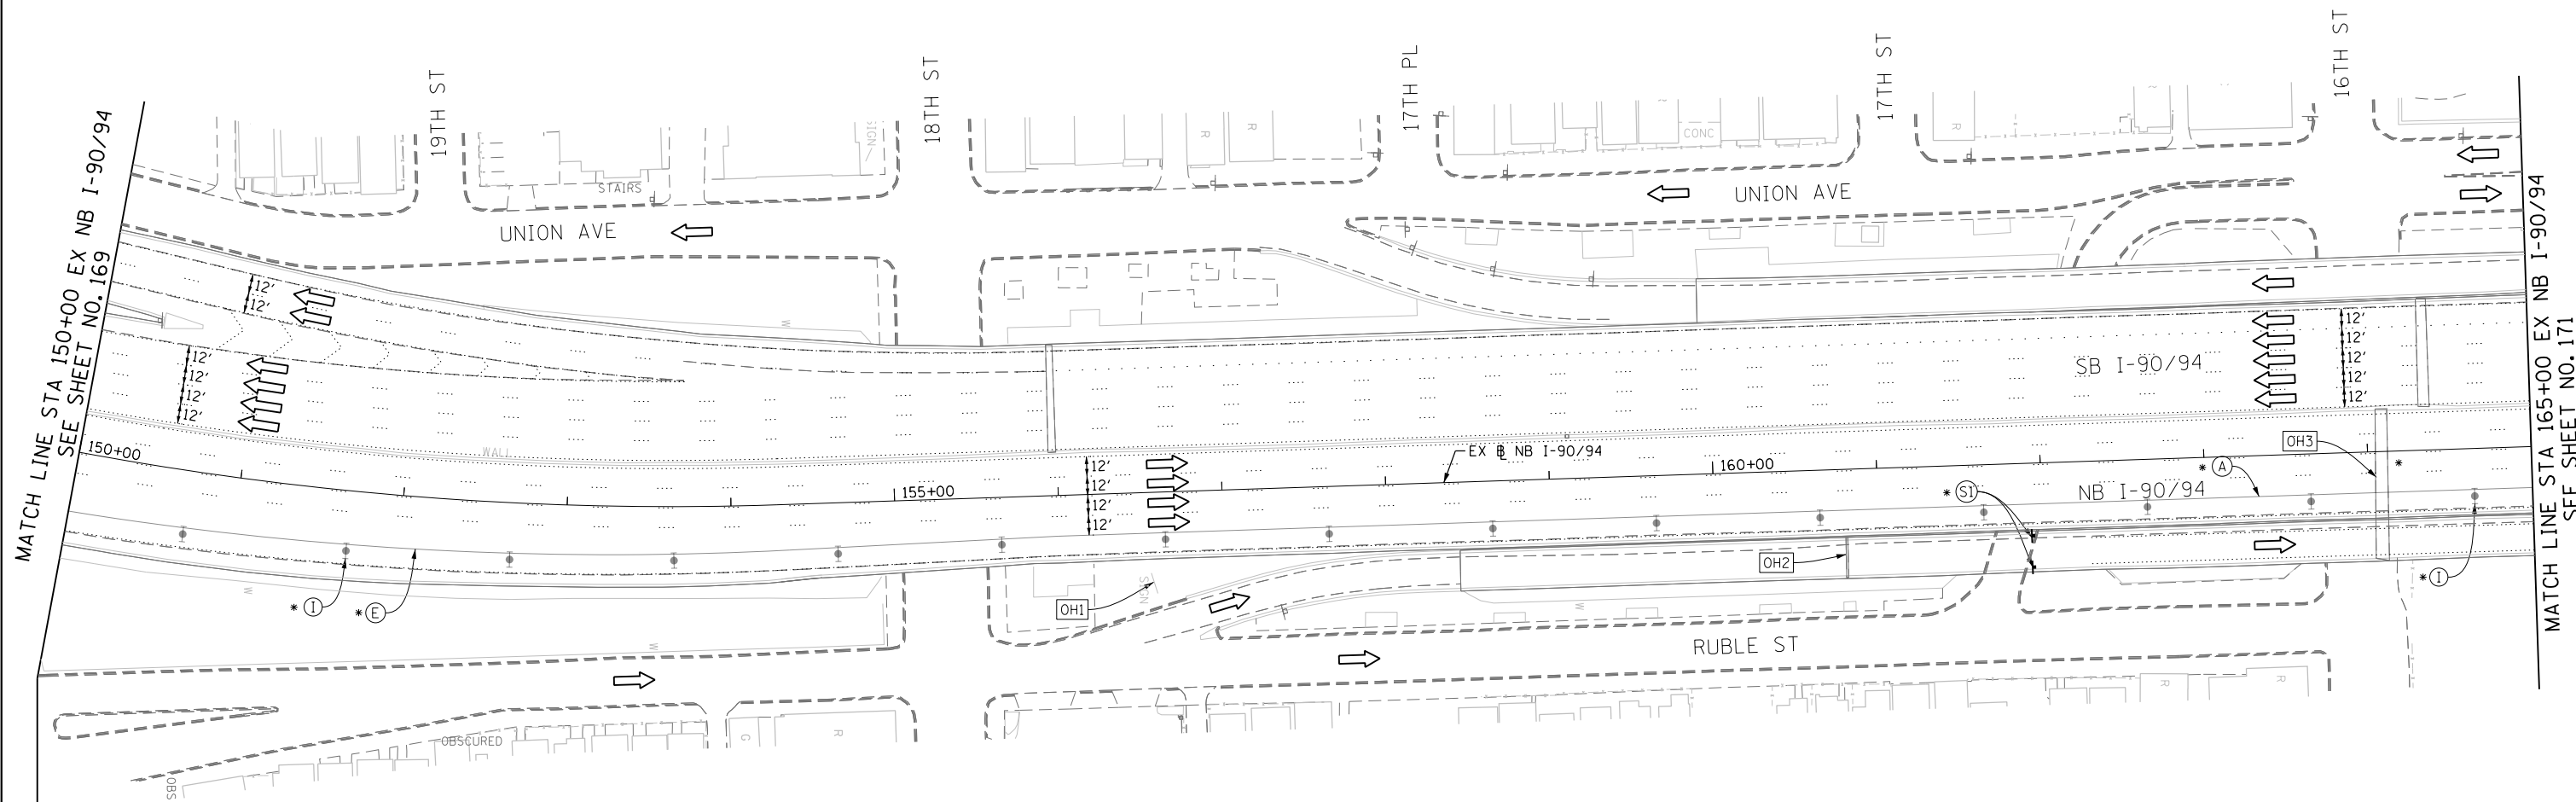 19TH ST
18TH ST
17TH PL
17TH ST
16TH ST
MATCH LINE STA 150+00 EX NB I-90/94
SEE SHEET NO. 169
STAIRS
SIGN
R
R
R
CONC
R
UNION AVE
UNION AVE
12'
12'
12'
12'
12'
12'
W
WALL
150+00
155+00
160+00
EX BL NB I-90/94
SB I-90/94
NB I-90/94
12'
12'
12'
12'
12'
12'
12'
12'
12'
OH3
* A
* S1
*
OH2
OH1
SIGN
* I
* E
* I
W
W
W
RUBLE ST
OBSCURED
OBS
G
R
R
R
MATCH LINE STA 165+00 EX NB I-90/94
SEE SHEET NO. 171